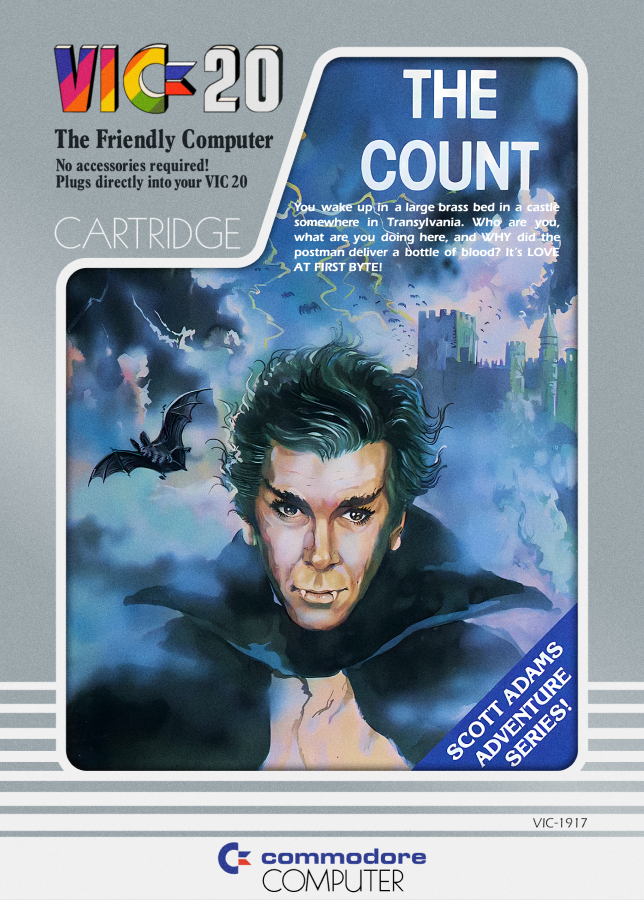 VIC-20
The Friendly Computer
No accessories required!
Plugs directly into your VIC 20
CARTRIDGE
THE
COUNT
You wake up in a large brass bed in a castle
somewhere in Transylvania. Who are you,
what are you doing here, and WHY did the
postman deliver a bottle of blood? It's LOVE
AT FIRST BYTE!
SCOTT ADAMS
ADVENTURE
SERIES!
VIC-1917
commodore
COMPUTER